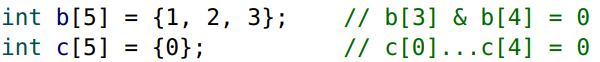 int b[5] = {1, 2, 3};    // b[3] & b[4] = 0
int c[5] = {0};          // c[0]...c[4] = 0